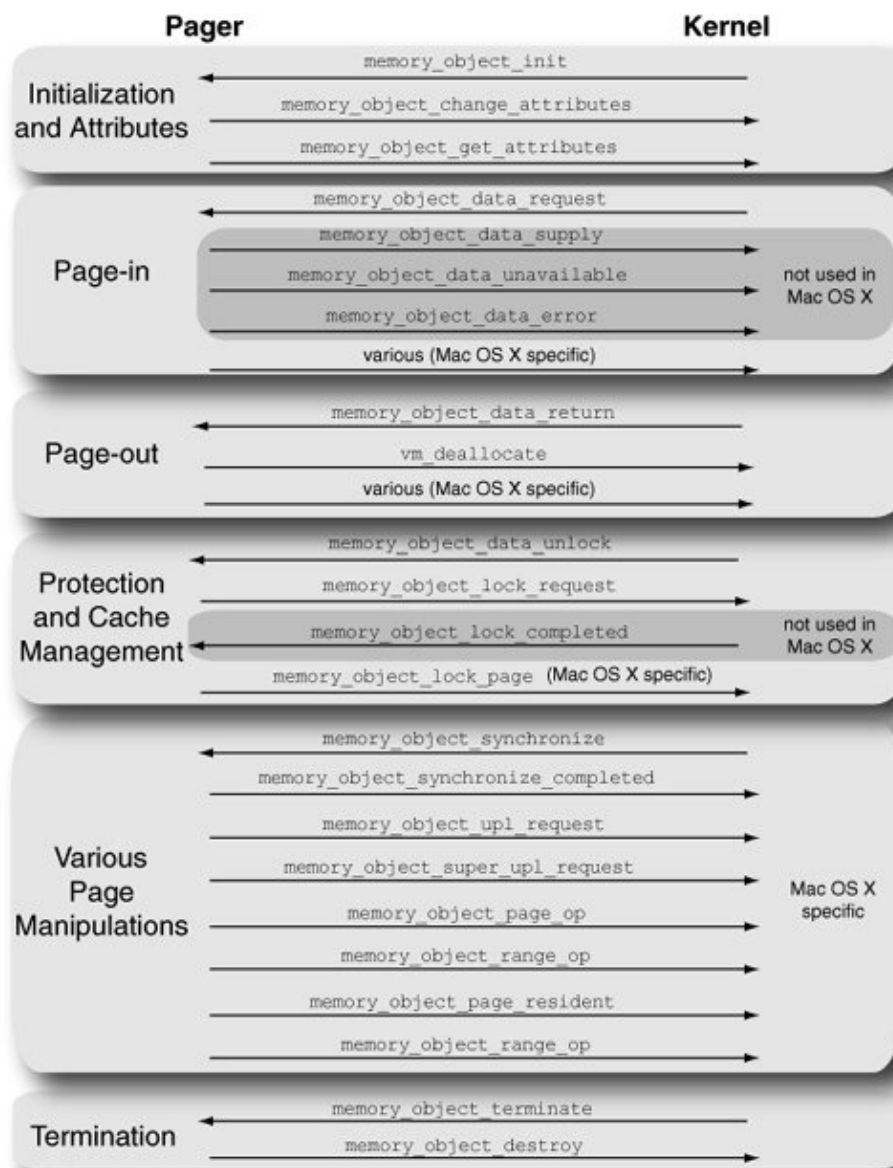 Pager
Kernel
Initialization
and Attributes
memory_object_init
memory_object_change_attributes
memory_object_get_attributes
Page-in
memory_object_data_request
memory_object_data_supply
memory_object_data_unavailable
memory_object_data_error
not used in
Mac OS X
various (Mac OS X specific)
Page-out
memory_object_data_return
vm_deallocate
various (Mac OS X specific)
Protection
and Cache
Management
memory_object_data_unlock
memory_object_lock_request
memory_object_lock_completed
not used in
Mac OS X
memory_object_lock_page (Mac OS X specific)
Various
Page
Manipulations
memory_object_synchronize
memory_object_synchronize_completed
memory_object_upl_request
memory_object_super_upl_request
memory_object_page_op
memory_object_range_op
memory_object_page_resident
memory_object_range_op
Mac OS X
specific
Termination
memory_object_terminate
memory_object_destroy